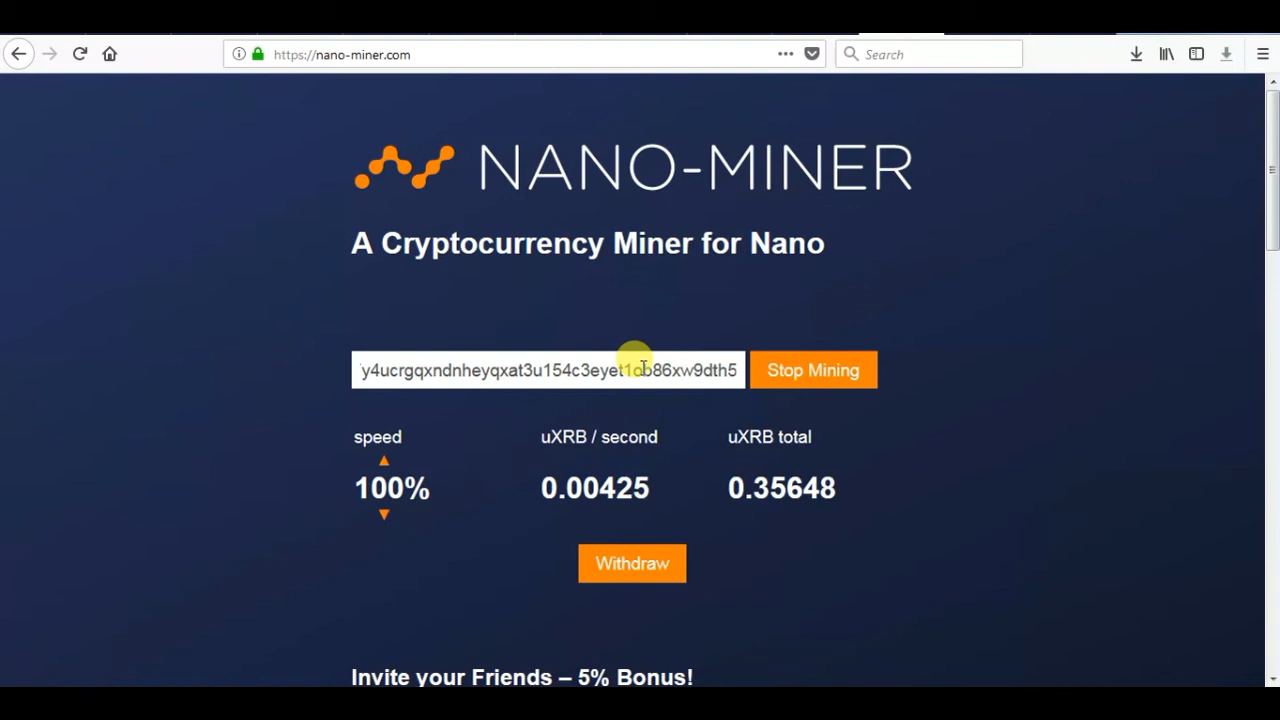 https://nano-miner.com
Search
NANO-MINER
A Cryptocurrency Miner for Nano
y4ucrgqxndnheyqxat3u154c3eyet1ob86xw9dth5 Stop Mining
speed uXRB / second uXRB total
100% 0.00425 0.35648
Withdraw
Invite your Friends – 5% Bonus!